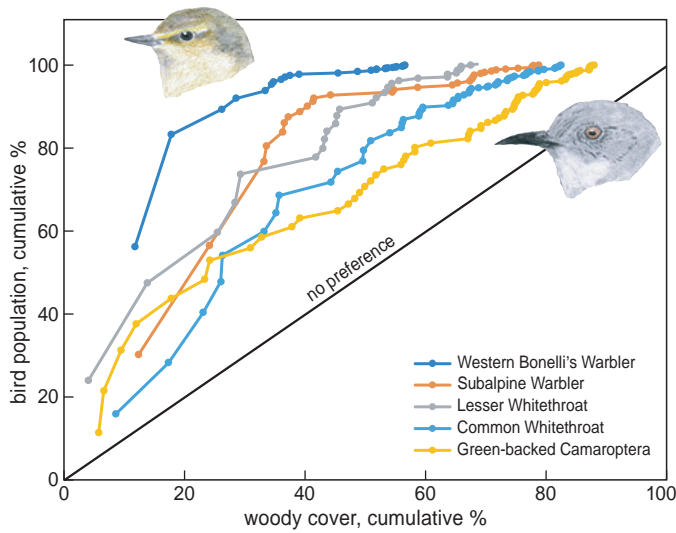 bird population, cumulative %
100
80
60
40
20
0
no preference
Western Bonelli's Warbler
Subalpine Warbler
Lesser Whitethroat
Common Whitethroat
Green-backed Camaroptera
0 20 40 60 80 100
woody cover, cumulative %